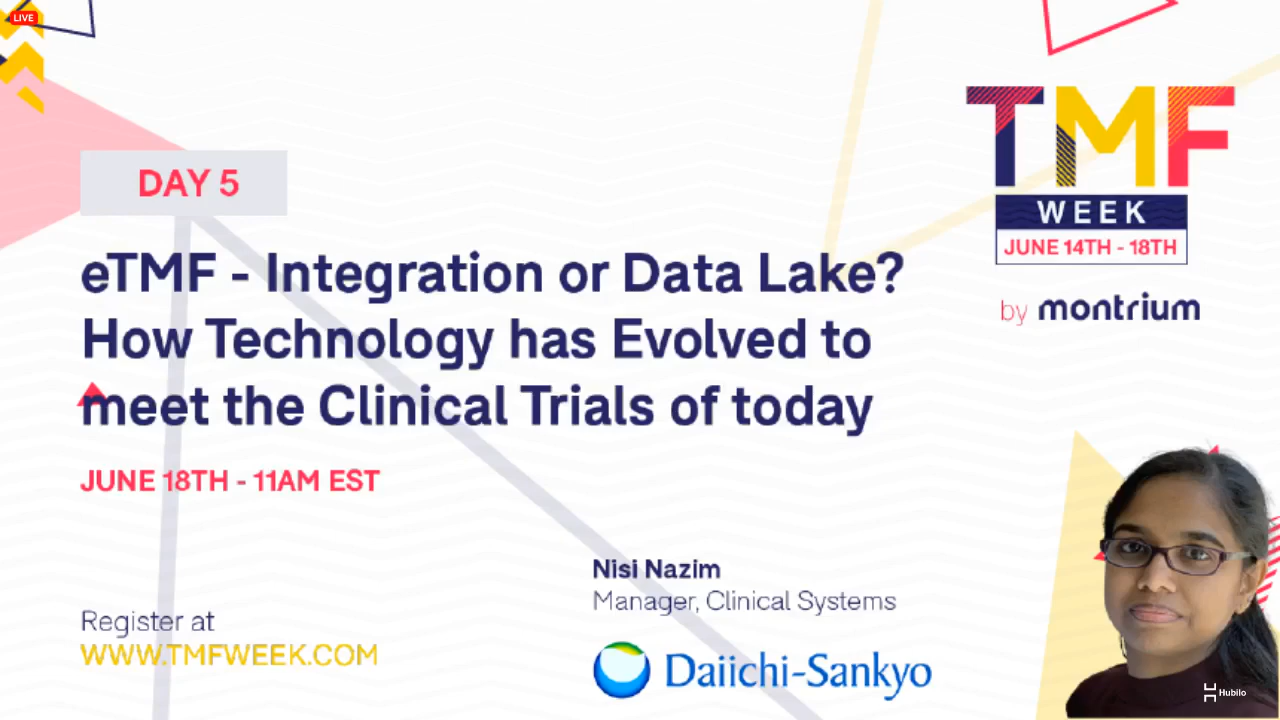 LIVE
DAY 5
eTMF - Integration or Data Lake?
How Technology has Evolved to
meet the Clinical Trials of today
JUNE 18TH - 11AM EST
TMF
WEEK
JUNE 14TH - 18TH
by montrium
Nisi Nazim
Manager, Clinical Systems
Daiichi-Sankyo
Register at
WWW.TMFWEEK.COM
Hubilo